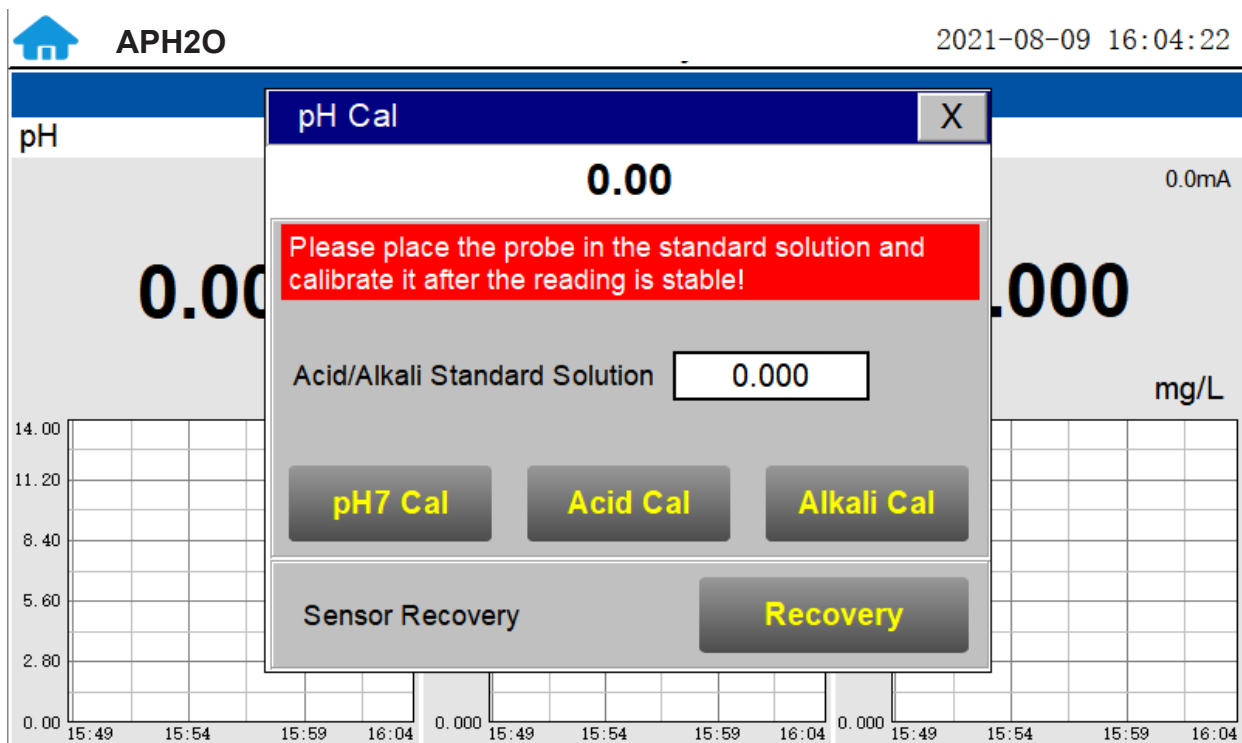 APH2O
2021-08-09 16:04:22
pH
pH Cal
X
0.00
0.0mA
Please place the probe in the standard solution and
calibrate it after the reading is stable!
0.00
.000
Acid/Alkali Standard Solution 0.000
mg/L
pH7 Cal
Acid Cal
Alkali Cal
Sensor Recovery
Recovery
14.00
11.20
8.40
5.60
2.80
0.00
15:49 15:54 15:59 16:04
0.000
15:49 15:54 15:59 16:04
0.000
15:49 15:54 15:59 16:04